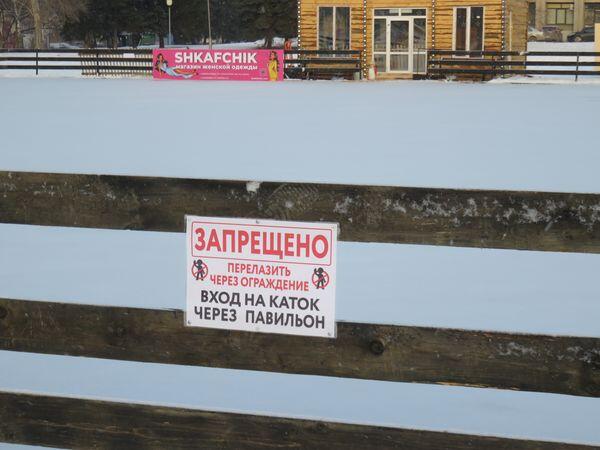 SHKAFCHIK
магазин женской одежды
ЗАПРЕЩЕНО
ПЕРЕЛАЗИТЬ
ЧЕРЕЗ ОГРАЖДЕНИЕ
ВХОД НА КАТОК
ЧЕРЕЗ ПАВИЛЬОН